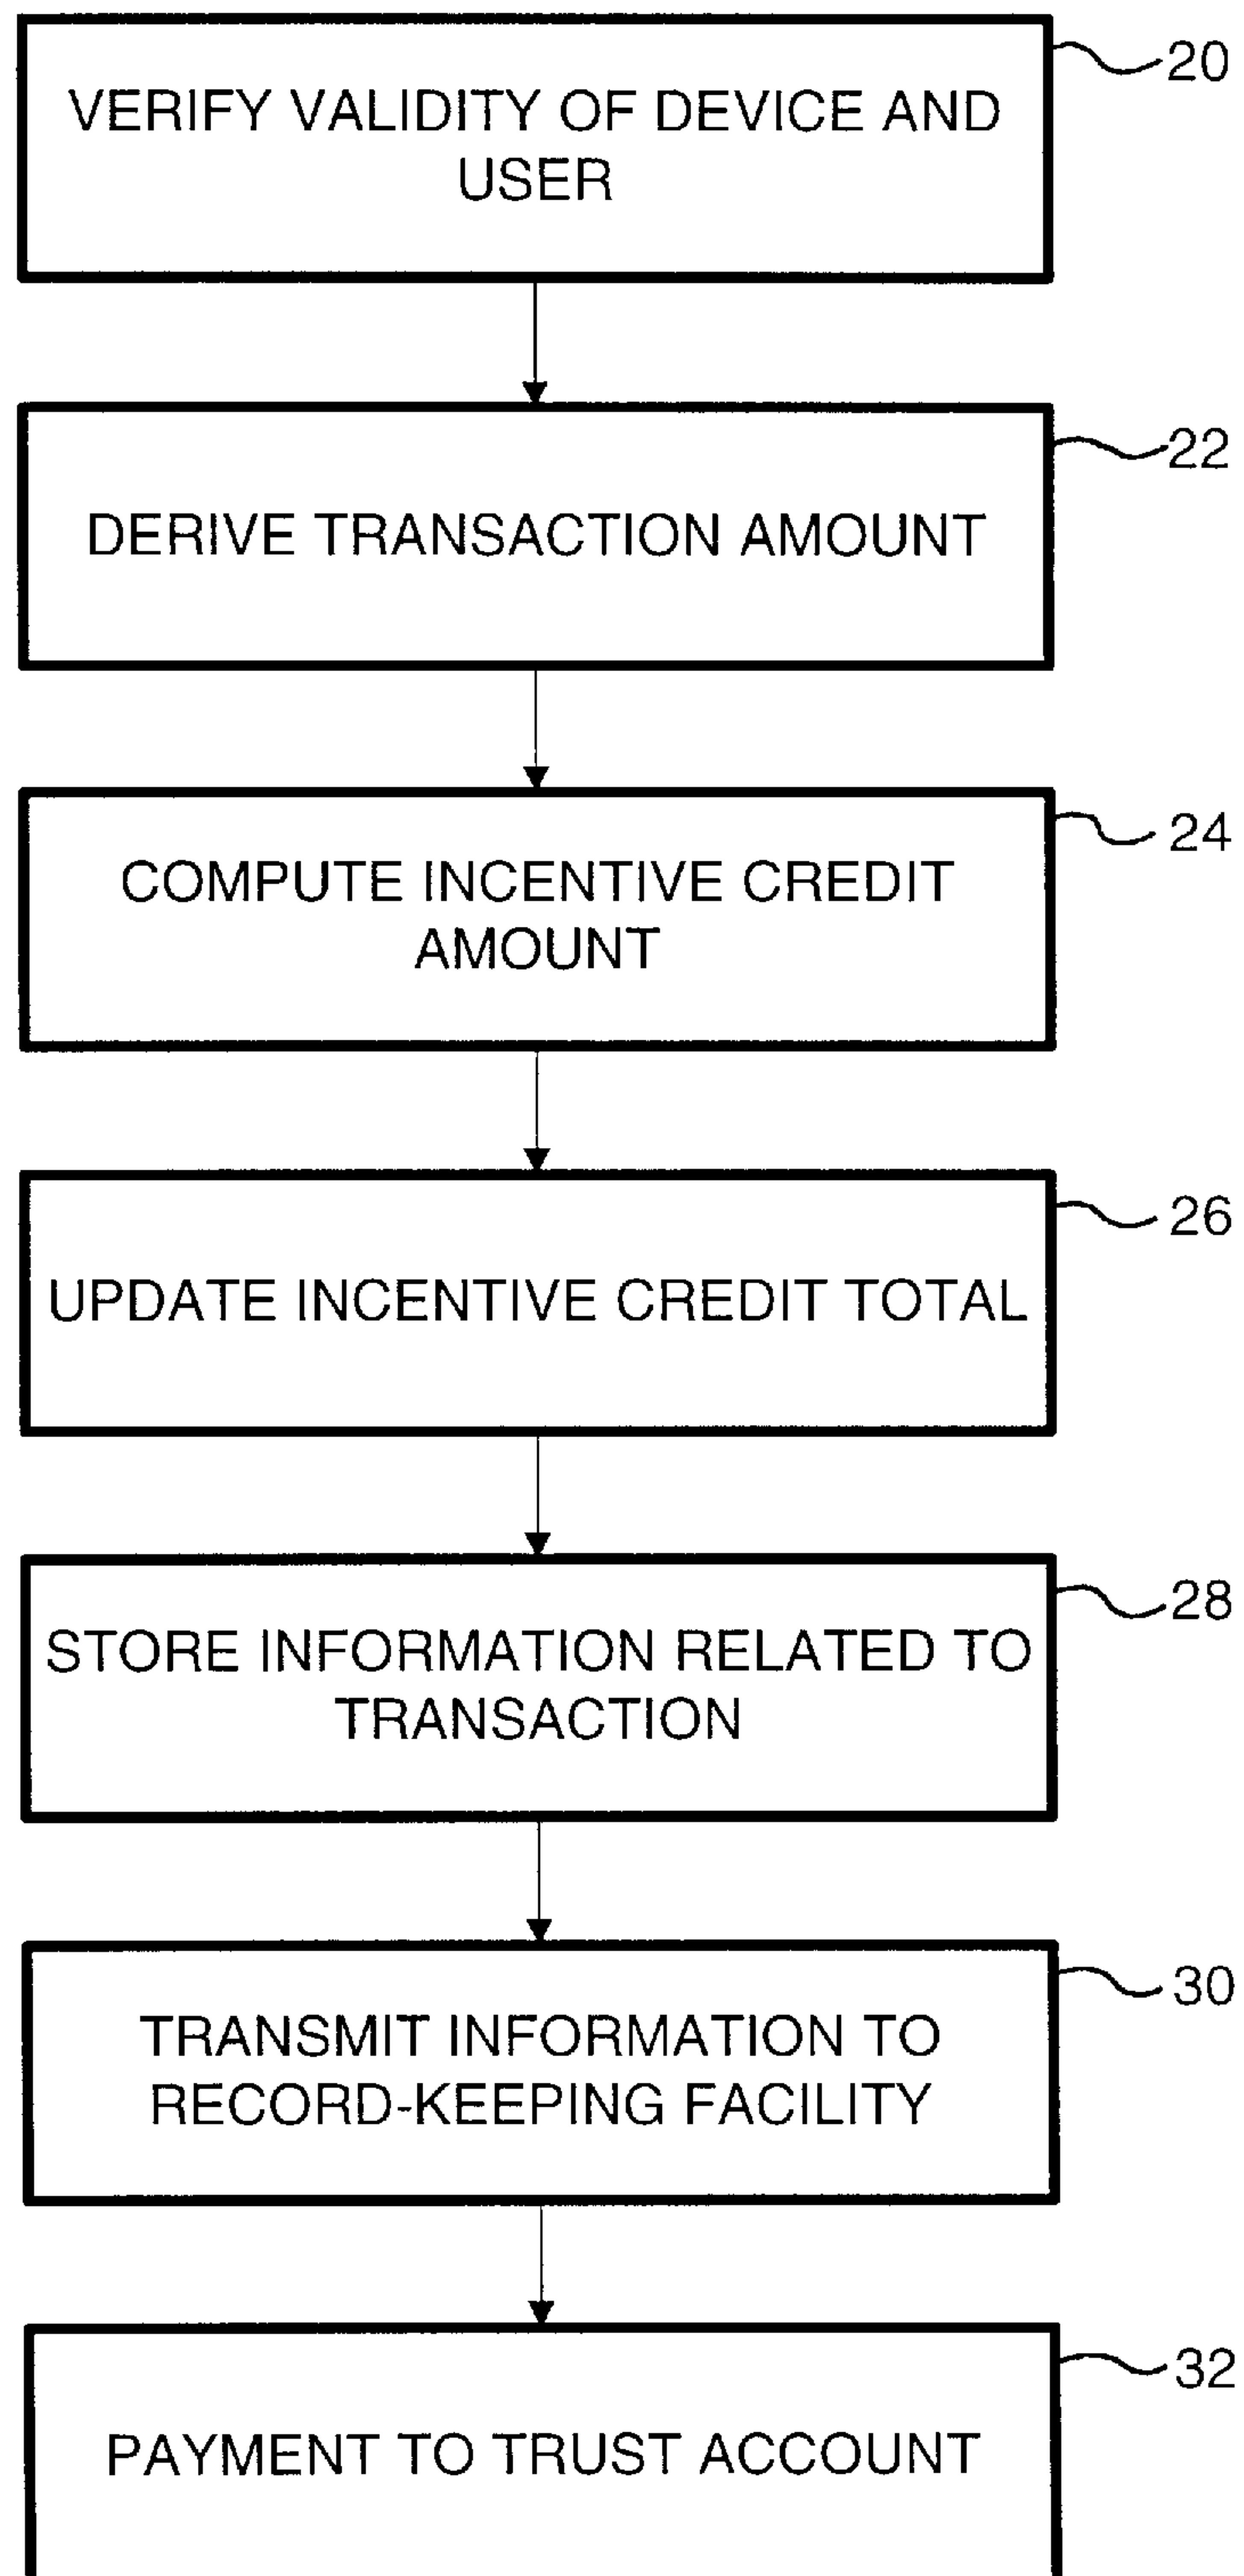 20
VERIFY VALIDITY OF DEVICE AND
USER
22
DERIVE TRANSACTION AMOUNT
24
COMPUTE INCENTIVE CREDIT
AMOUNT
26
UPDATE INCENTIVE CREDIT TOTAL
28
STORE INFORMATION RELATED TO
TRANSACTION
30
TRANSMIT INFORMATION TO
RECORD-KEEPING FACILITY
32
PAYMENT TO TRUST ACCOUNT